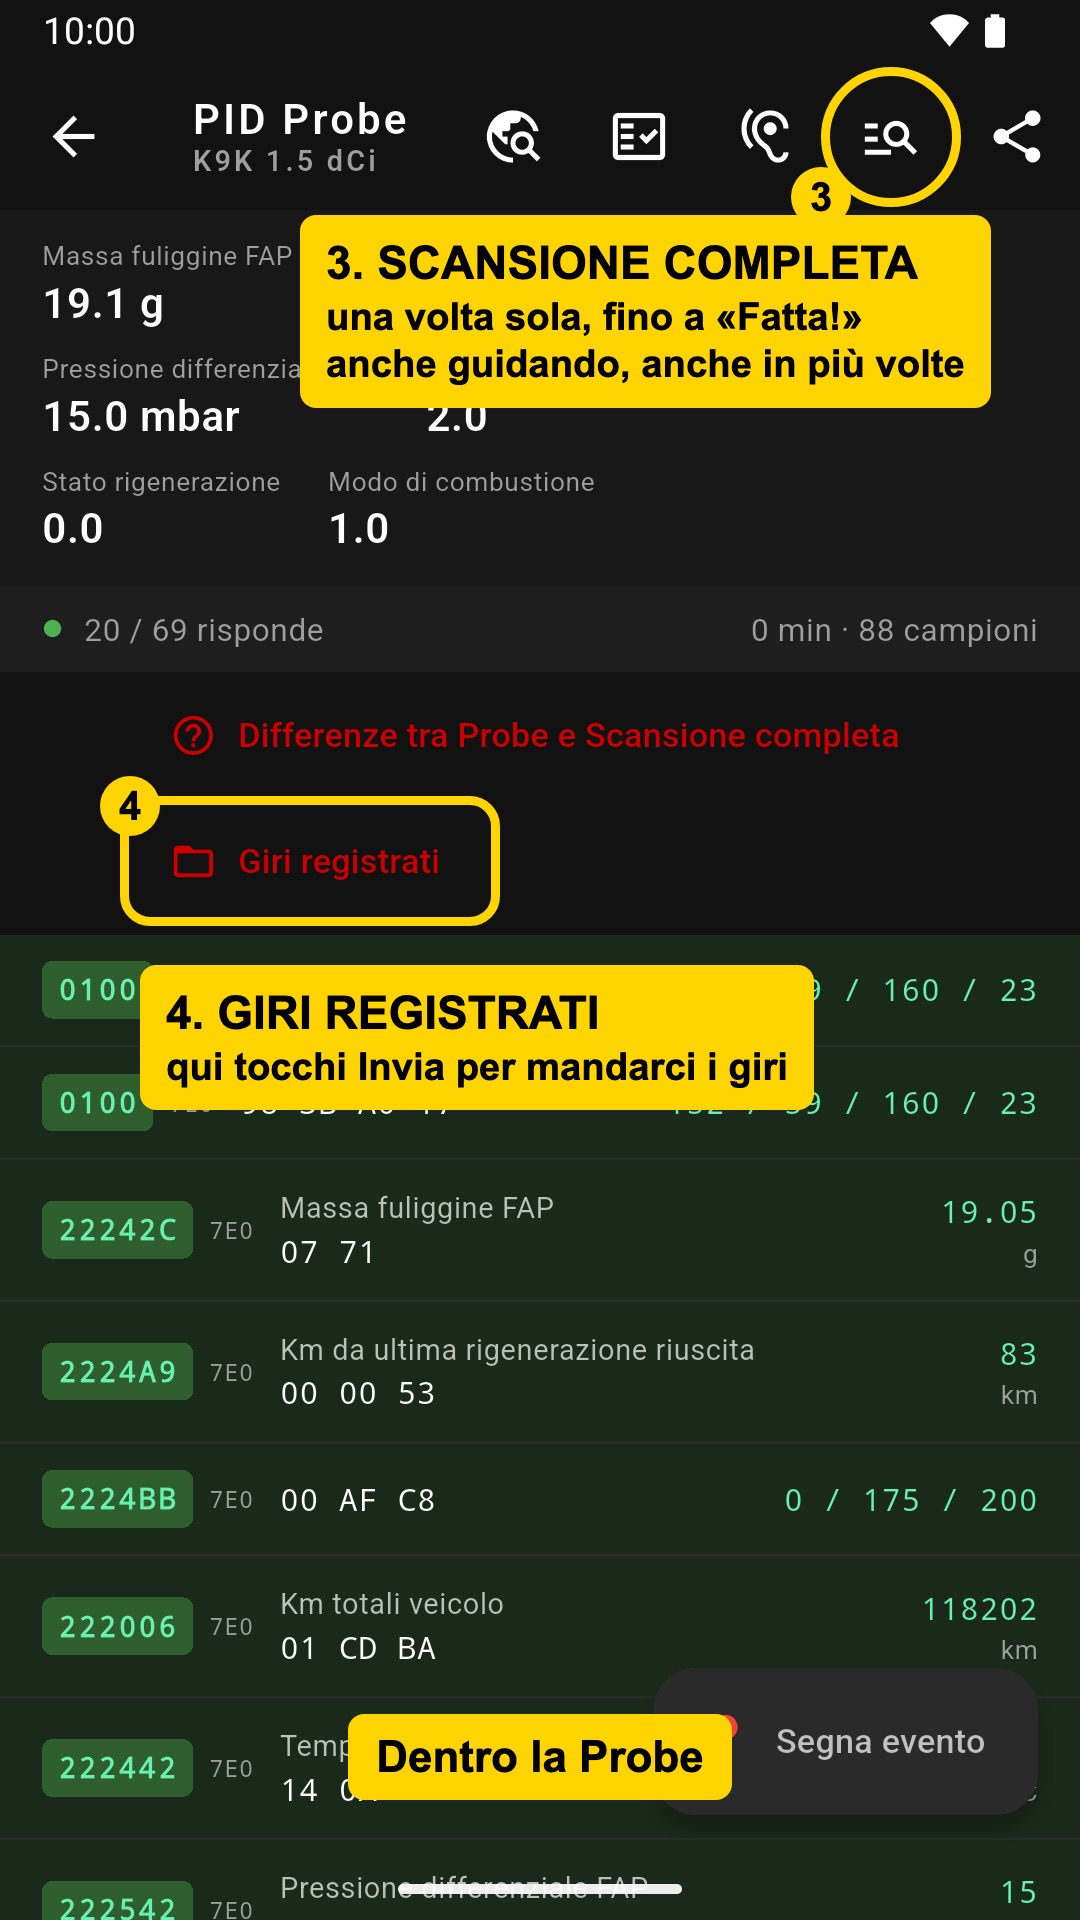 10:00
PID Probe
K9K 1.5 dCi
3
Massa fuliggine FAP
19.1 g
3. SCANSIONE COMPLETA
una volta sola, fino a «Fatta!»
anche guidando, anche in più volte
Pressione differenzia
15.0 mbar
2.0
Stato rigenerazione
Modo di combustione
0.0
1.0
20 / 69 risponde
0 min · 88 campioni
Differenze tra Probe e Scansione completa
4
Giri registrati
0100
9 / 160 / 23
4. GIRI REGISTRATI
qui tocchi Invia per mandarci i giri
0100
9 / 160 / 23
22242C 7E0
Massa fuliggine FAP
07 71
19.05
g
2224A9 7E0
Km da ultima rigenerazione riuscita
00 00 53
83
km
2224BB 7E0 00 AF C8
0 / 175 / 200
222006 7E0
Km totali veicolo
01 CD BA
118202
km
222442 7E0
Temp
14
Dentro la Probe
Segna evento
222542 7E0
Pressione differenziale FAP
15